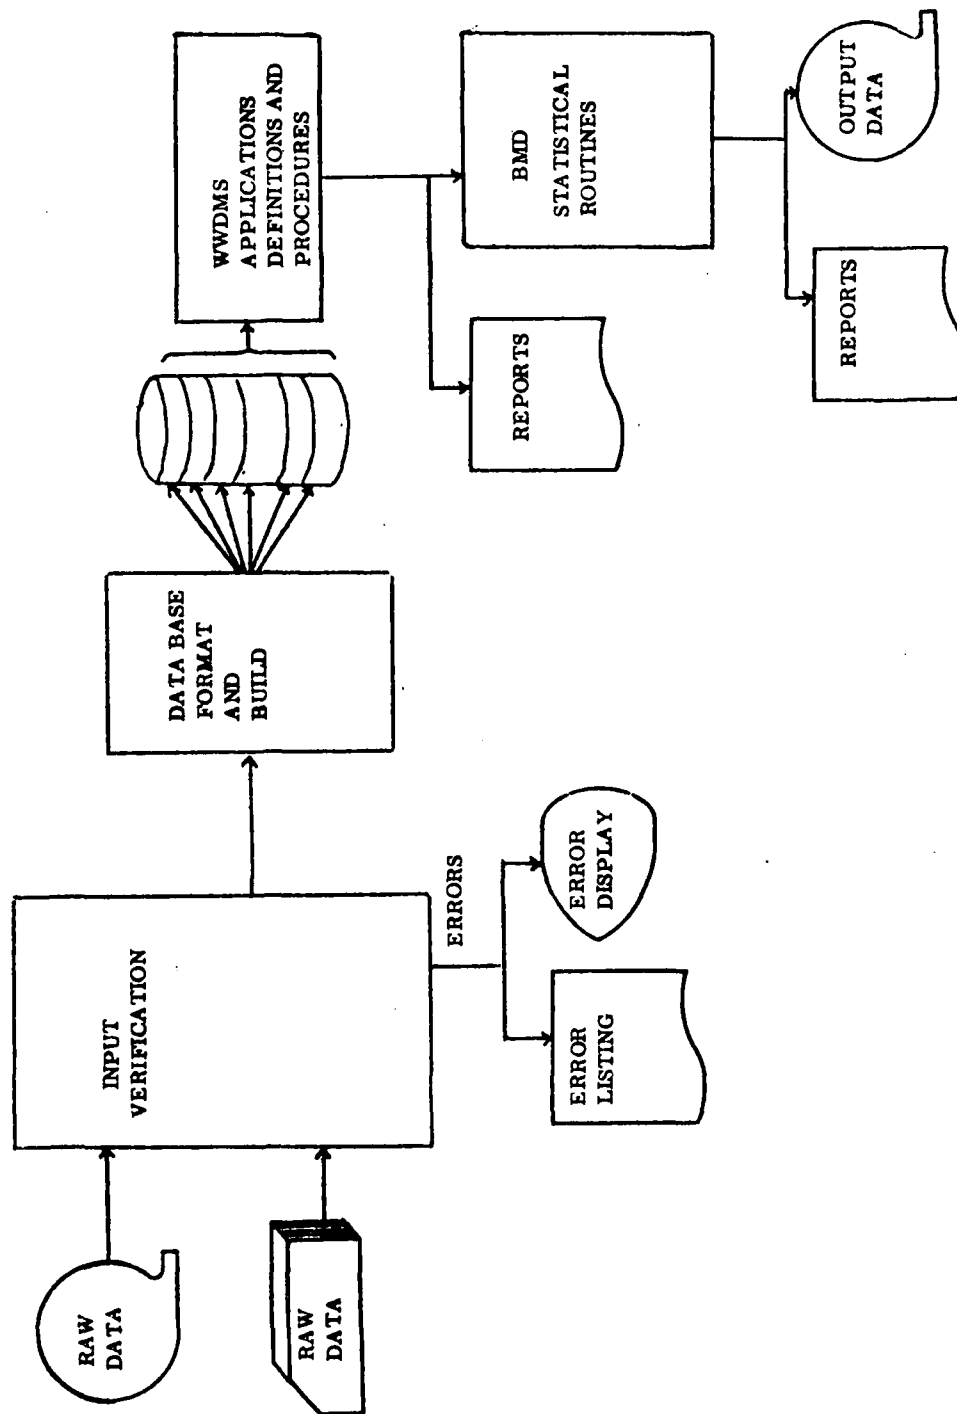 RAW
DATA
RAW
DATA
INPUT
VERIFICATION
ERRORS
ERROR
LISTING
ERROR
DISPLAY
DATA BASE
FORMAT
AND
BUILD
WWDMS
APPLICATIONS
DEFINITIONS AND
PROCEDURES
REPORTS
BMD
STATISTICAL
ROUTINES
REPORTS
OUTPUT
DATA